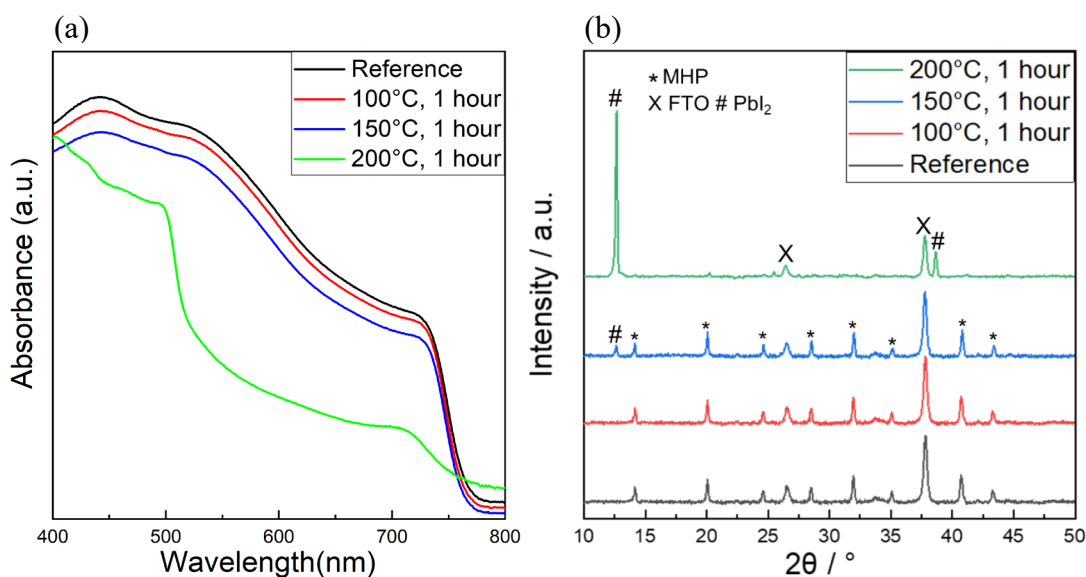 (a)
Reference
100°C, 1 hour
150°C, 1 hour
200°C, 1 hour
Absorbance (a.u.)
400 500 600 700 800
Wavelength(nm)
(b)
* MHP
X FTO # PbI₂
200°C, 1 hour
150°C, 1 hour
100°C, 1 hour
Reference
# X X #
# * * * * * * * *
Intensity / a.u.
10 15 20 25 30 35 40 45 50
2θ / °